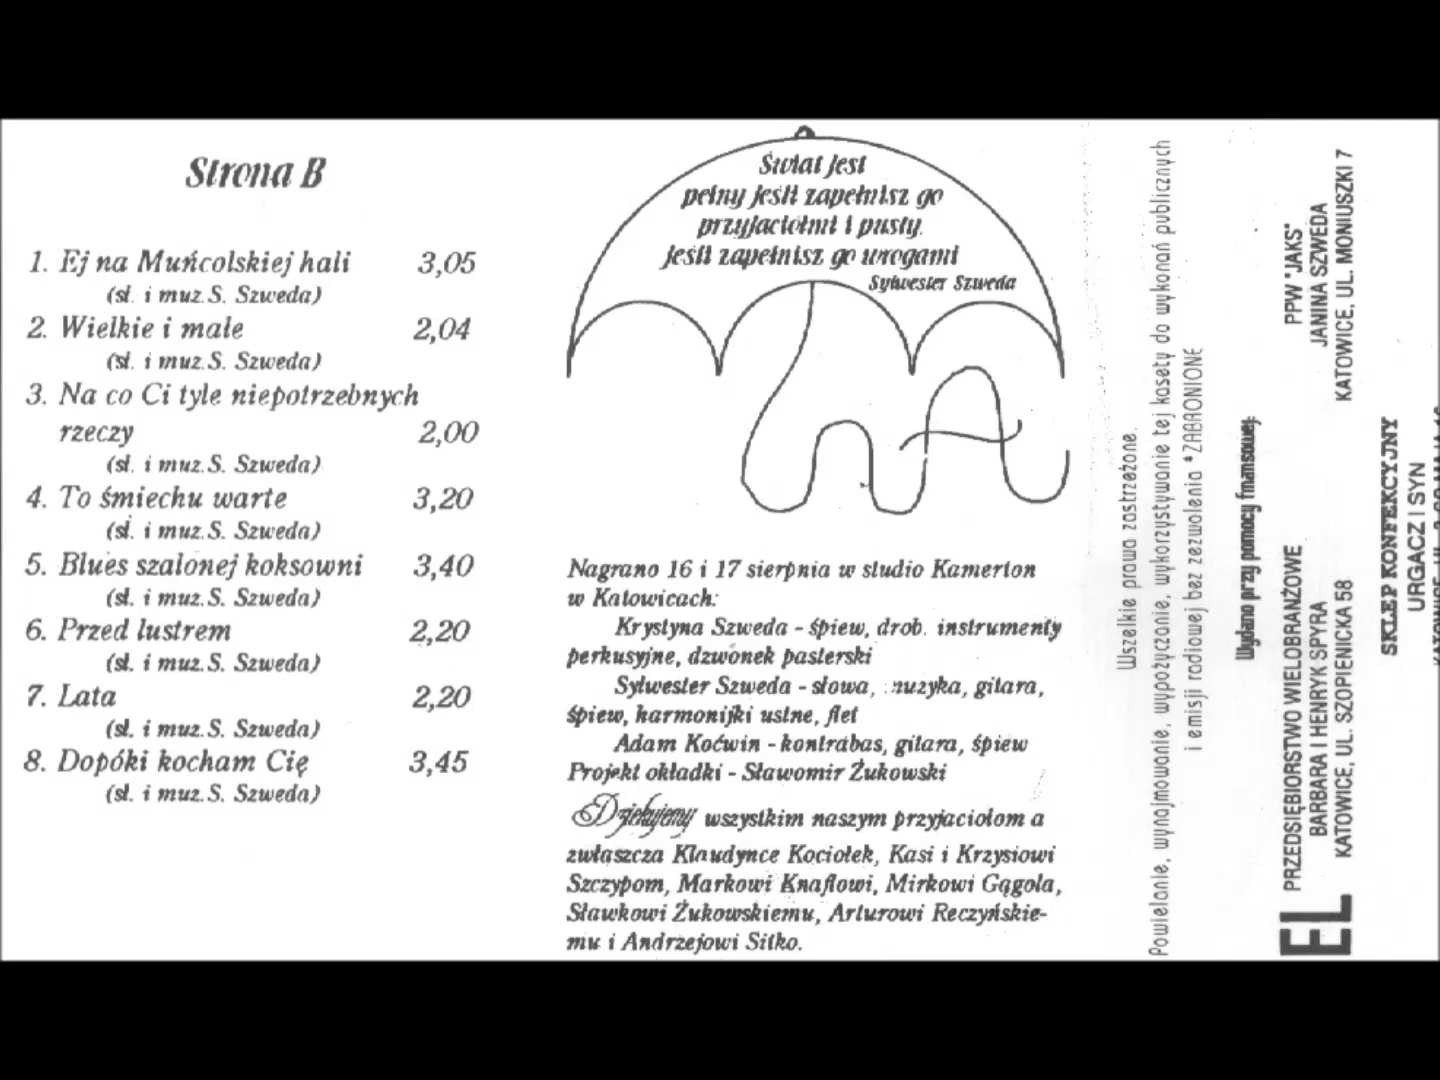 Strona B
1. Ej na Muńcolskiej hali 3,05
(sł. i muz.S. Szweda)
2. Wielkie i małe 2,04
(sł. i muz.S. Szweda)
3. Na co Ci tyle niepotrzebnych
rzeczy 2,00
(sł. i muz.S. Szweda)
4. To śmiechu warte 3,20
(sł. i muz.S. Szweda)
5. Blues szalonej koksowni 3,40
(sł. i muz.S. Szweda)
6. Przed lustrem 2,20
(sł. i muz.S. Szweda)
7. Lata 2,20
(sł. i muz.S. Szweda)
8. Dopóki kocham Cię 3,45
(sł. i muz.S. Szweda)
Świat jest
pełny jeśli zapełnisz go
przyjaciółmi i pusty
jeśli zapełnisz go wrogami
Sylwester Szweda
Nagrano 16 i 17 sierpnia w studio Kamerton
w Katowicach:
Krystyna Szweda - śpiew, drob. instrumenty
perkusyjne, dzwonek pasterski
Sylwester Szweda - słowa, muzyka, gitara,
śpiew, harmonijki ustne, flet
Adam Koćwin - kontrabas, gitara, śpiew
Projekt okładki - Sławomir Żukowski
Dziękujemy wszystkim naszym przyjaciołom a
zwłaszcza Klaudynce Kociołek, Kasi i Krzysiowi
Szczypom, Markowi Knaflowi, Mirkowi Gągola,
Sławkowi Żukowskiemu, Arturowi Reczyńskie-
mu i Andrzejowi Sitko.
Wszelkie prawa zastrzeżone.
Powielanie, wynajmowanie, wypożyczanie, wykorzystywanie tej kasety do wykonań publicznych
i emisji radiowej bez zezwolenia *ZABRONIONE
Wydano przy pomocy finansowej:
EL PRZEDSIĘBIORSTWO WIELOBRANŻOWE
BARBARA I HENRYK SPYRA
KATOWICE, UL. SZOPIENICKA 58
PPW "JAKS"
JANINA SZWEDA
KATOWICE, UL. MONIUSZKI 7
SKLEP KONFEKCYJNY
URGACZ I SYN